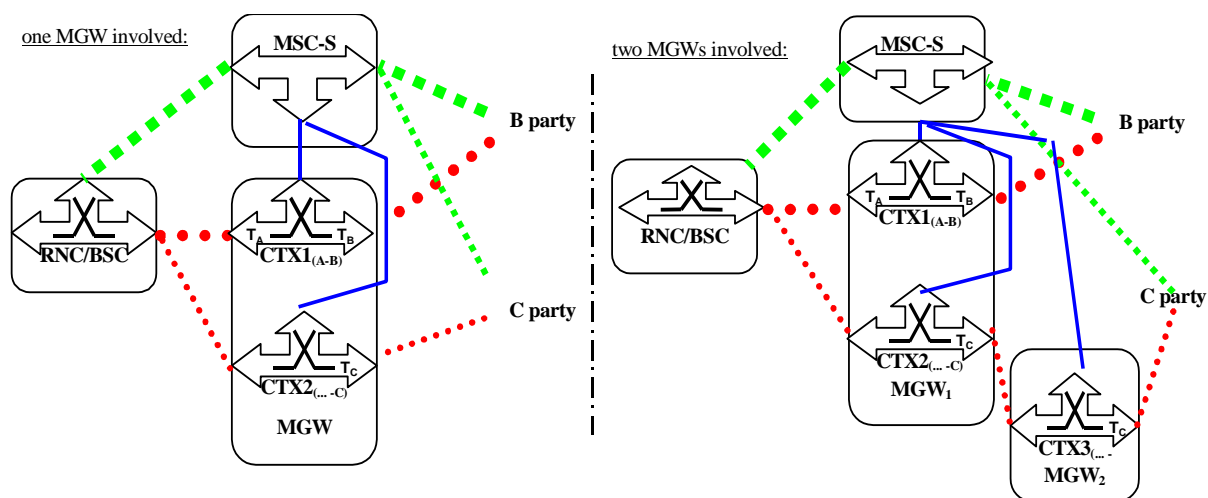 one MGW involved:
MSC-S
B party
RNC/BSC
TA TB
CTX1(A-B)
C party
TC
CTX2(... -C)
MGW
two MGWs involved:
MSC-S
B party
RNC/BSC
TA TB
CTX1(A-B)
C party
TC
CTX2(... -C)
MGW1
TC
CTX3(... -
MGW2